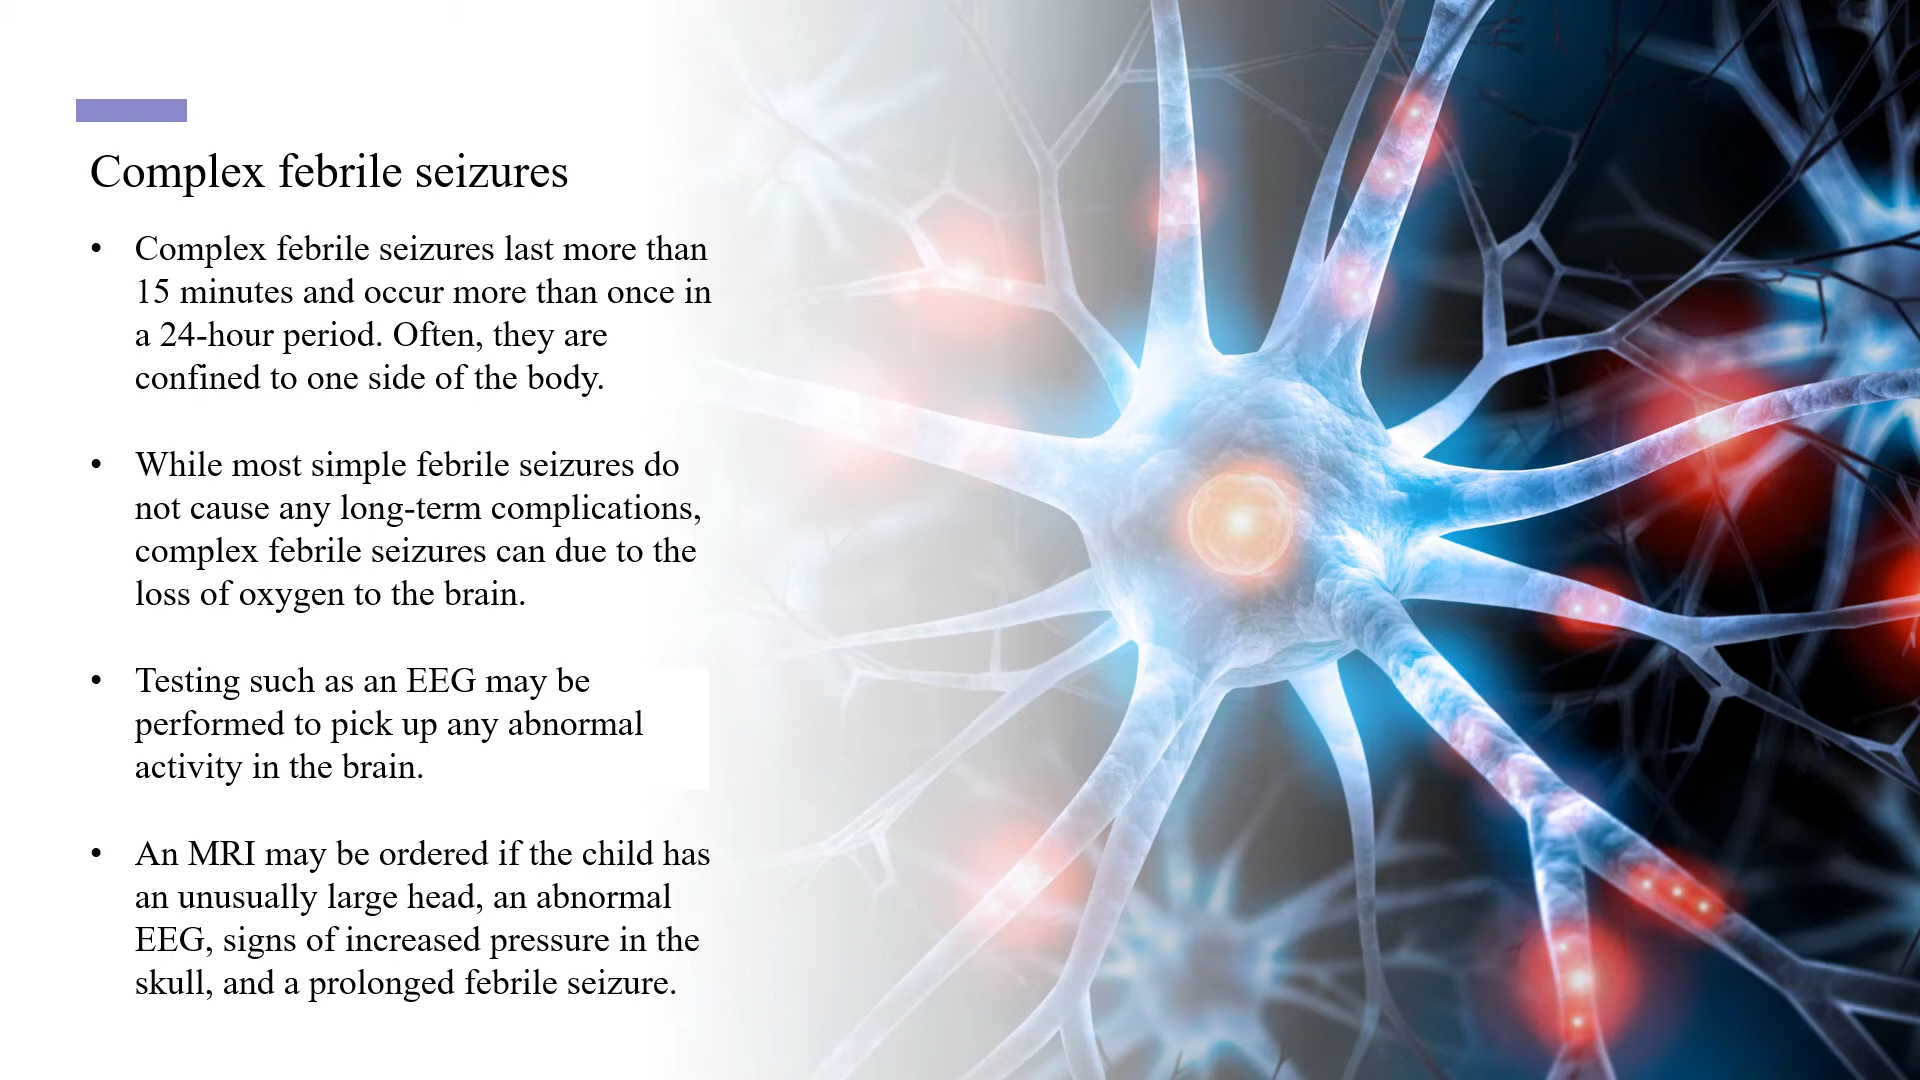 Complex febrile seizures
• Complex febrile seizures last more than
15 minutes and occur more than once in
a 24-hour period. Often, they are
confined to one side of the body.
• While most simple febrile seizures do
not cause any long-term complications,
complex febrile seizures can due to the
loss of oxygen to the brain.
• Testing such as an EEG may be
performed to pick up any abnormal
activity in the brain.
• An MRI may be ordered if the child has
an unusually large head, an abnormal
EEG, signs of increased pressure in the
skull, and a prolonged febrile seizure.